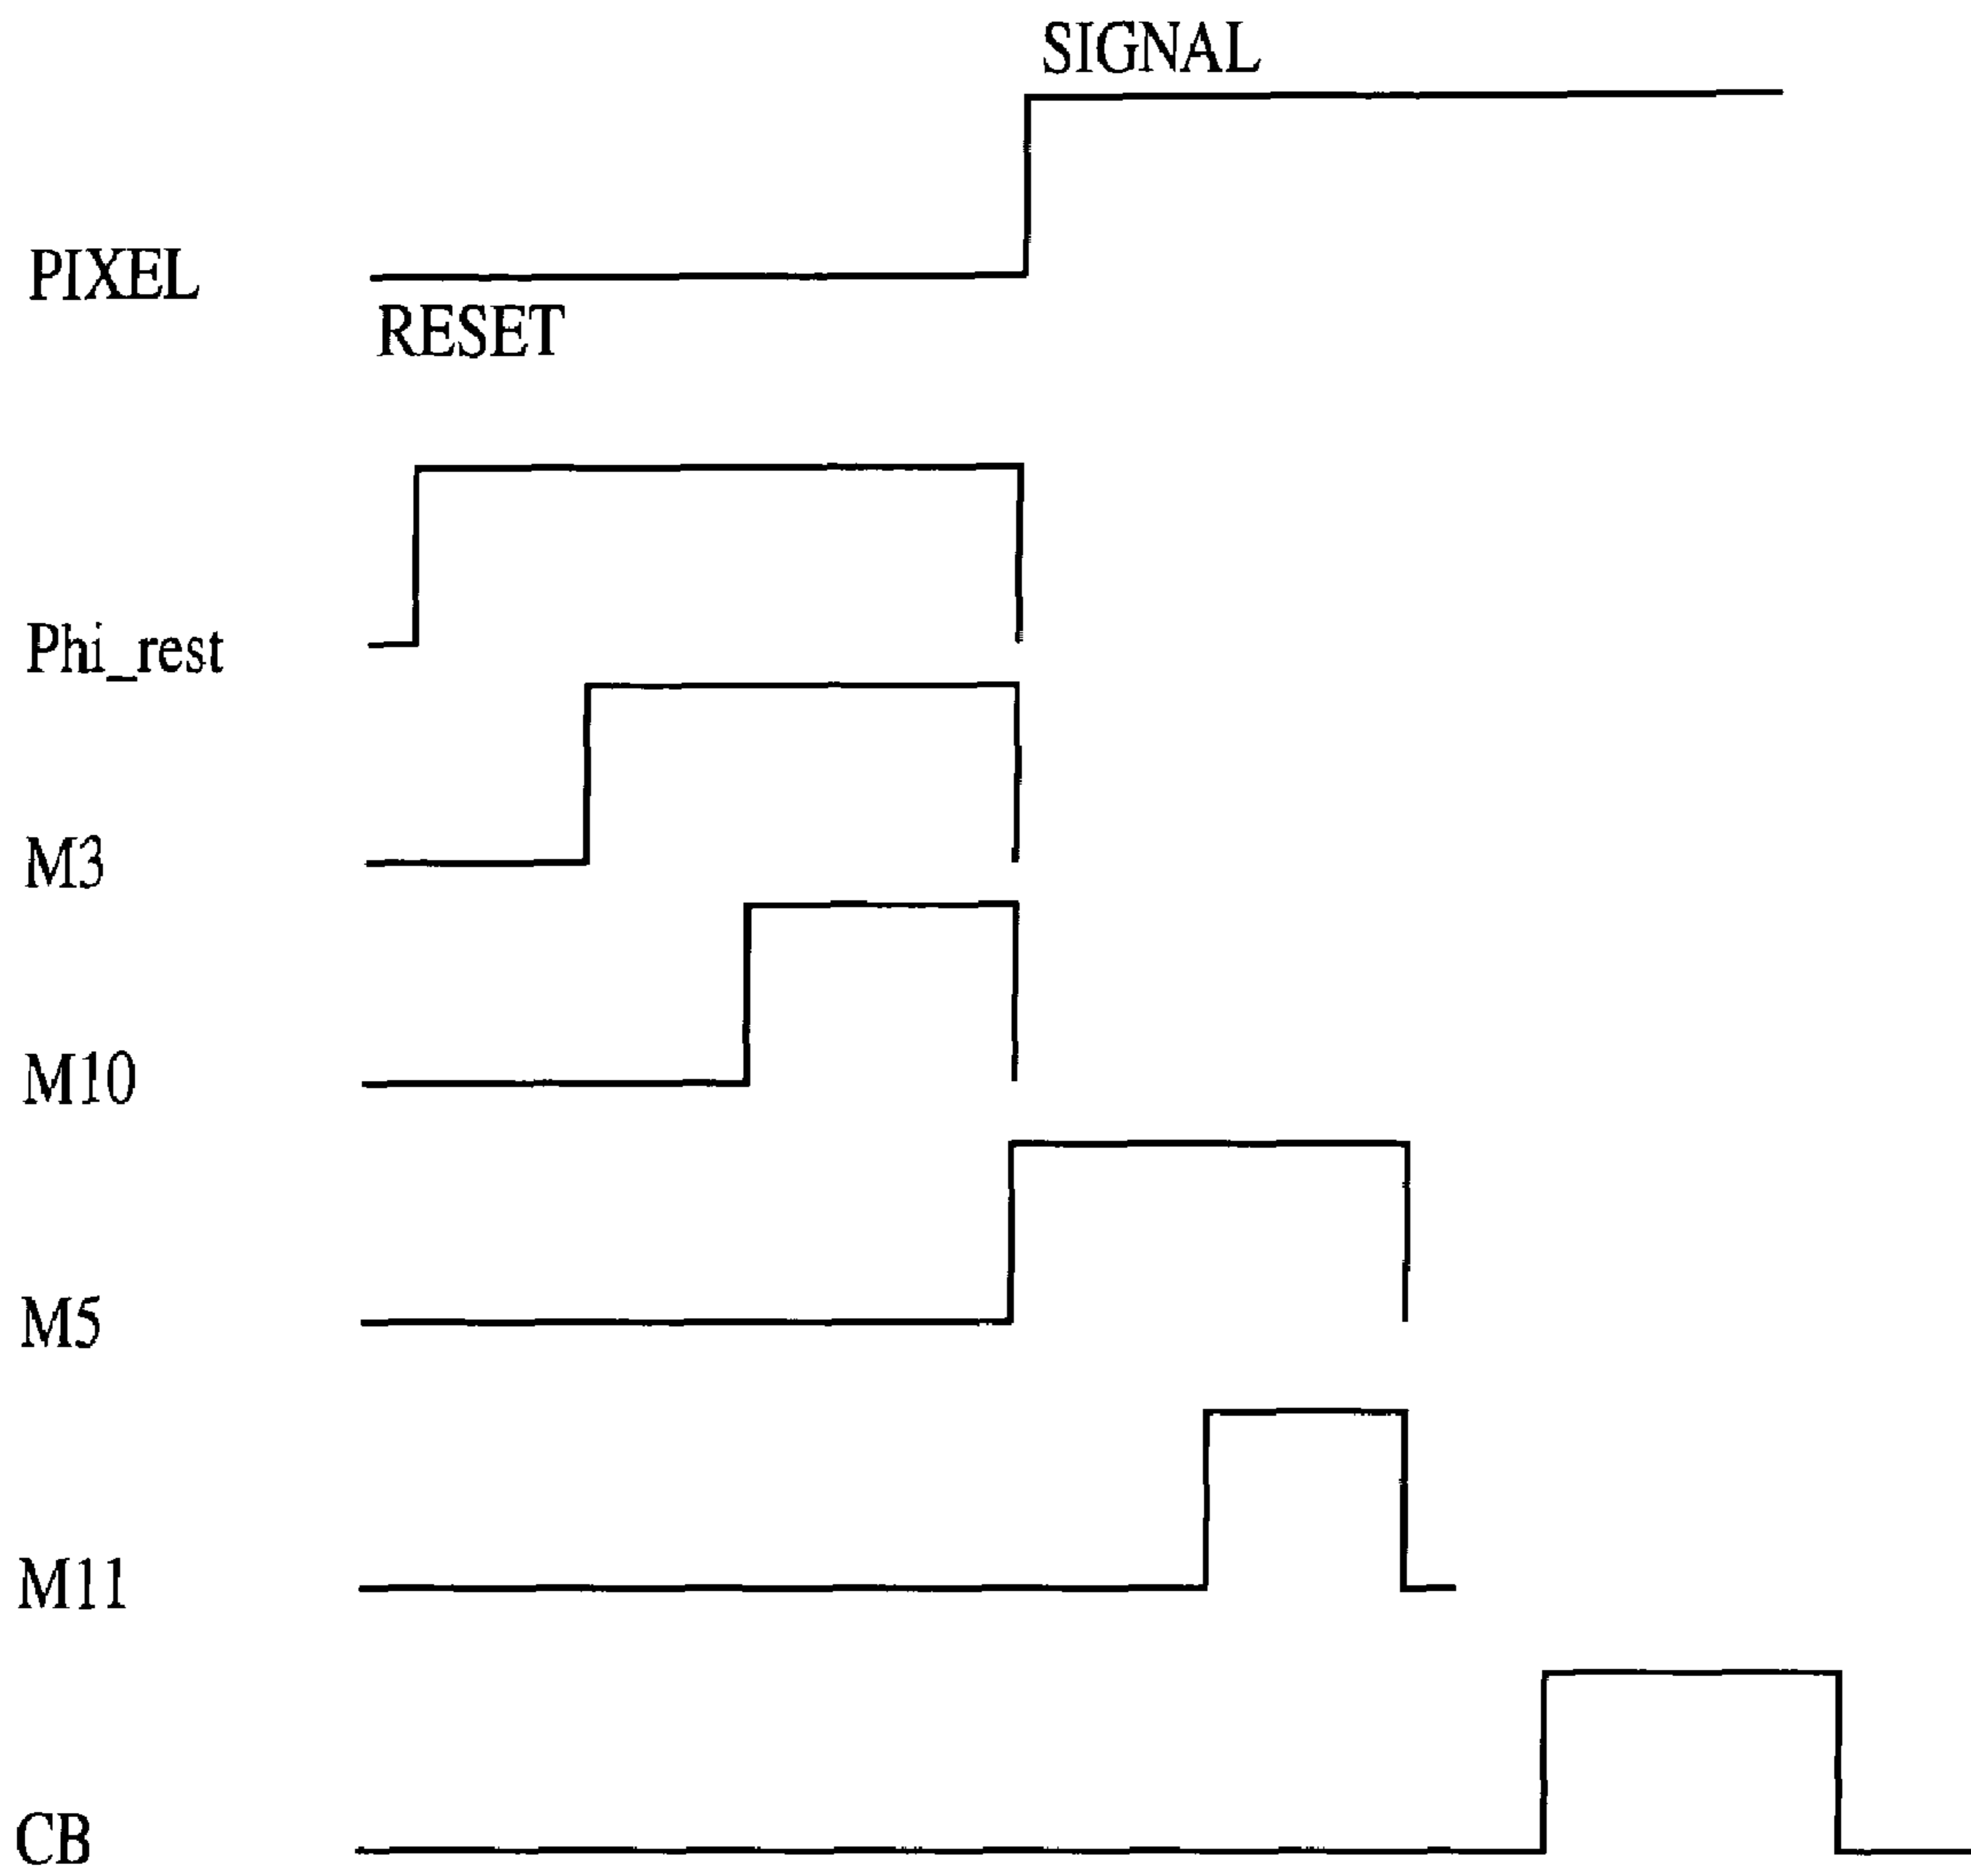 SIGNAL
PIXEL
RESET
Phi_rest
M3
M10
M5
M11
CB